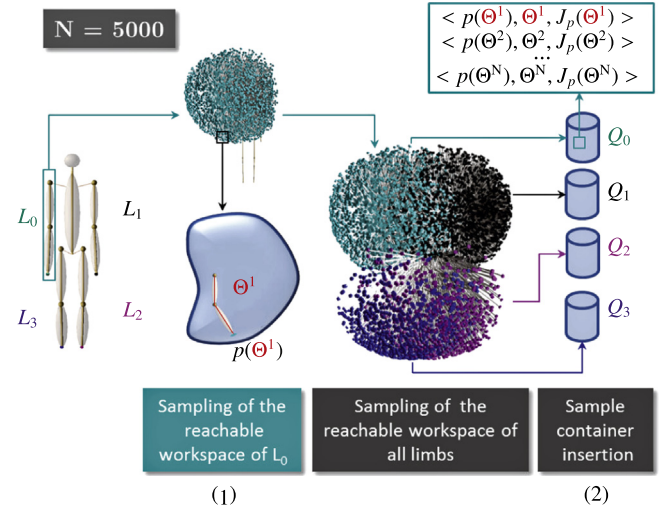 N = 5000
< p(Θ¹), Θ¹, Jₚ(Θ¹) >
< p(Θ²), Θ², Jₚ(Θ²) >
...
< p(Θᴺ), Θᴺ, Jₚ(Θᴺ) >
Q₀
L₀
L₁
Q₁
Q₂
Θ¹
L₃
L₂
Q₃
p(Θ¹)
Sampling of the
reachable
workspace of L₀
Sampling of the
reachable workspace of
all limbs
Sample
container
insertion
(1)
(2)